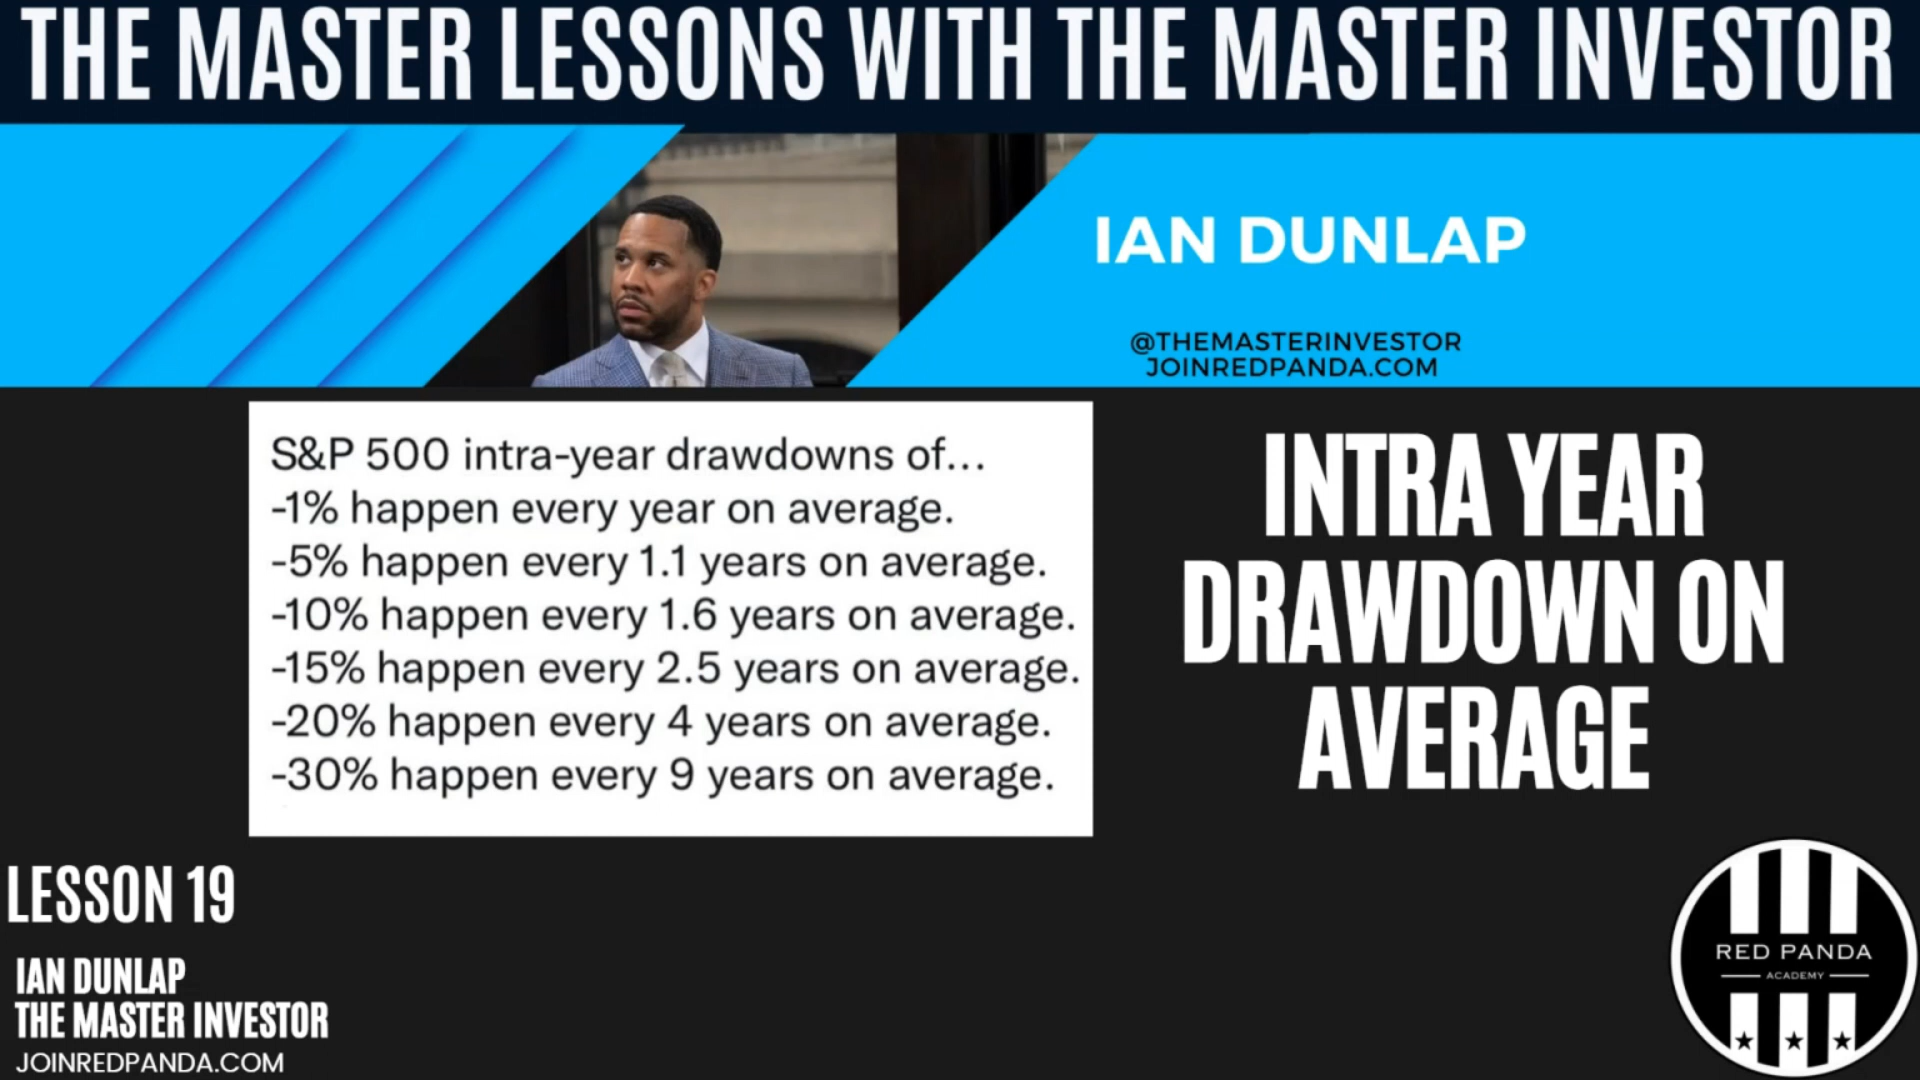 THE MASTER LESSONS WITH THE MASTER INVESTOR
IAN DUNLAP
@THEMASTERINVESTOR
JOINREDPANDA.COM
S&P 500 intra-year drawdowns of...
-1% happen every year on average.
-5% happen every 1.1 years on average.
-10% happen every 1.6 years on average.
-15% happen every 2.5 years on average.
-20% happen every 4 years on average.
-30% happen every 9 years on average.
INTRA YEAR
DRAWDOWN ON
AVERAGE
LESSON 19
IAN DUNLAP
THE MASTER INVESTOR
JOINREDPANDA.COM
RED PANDA
ACADEMY